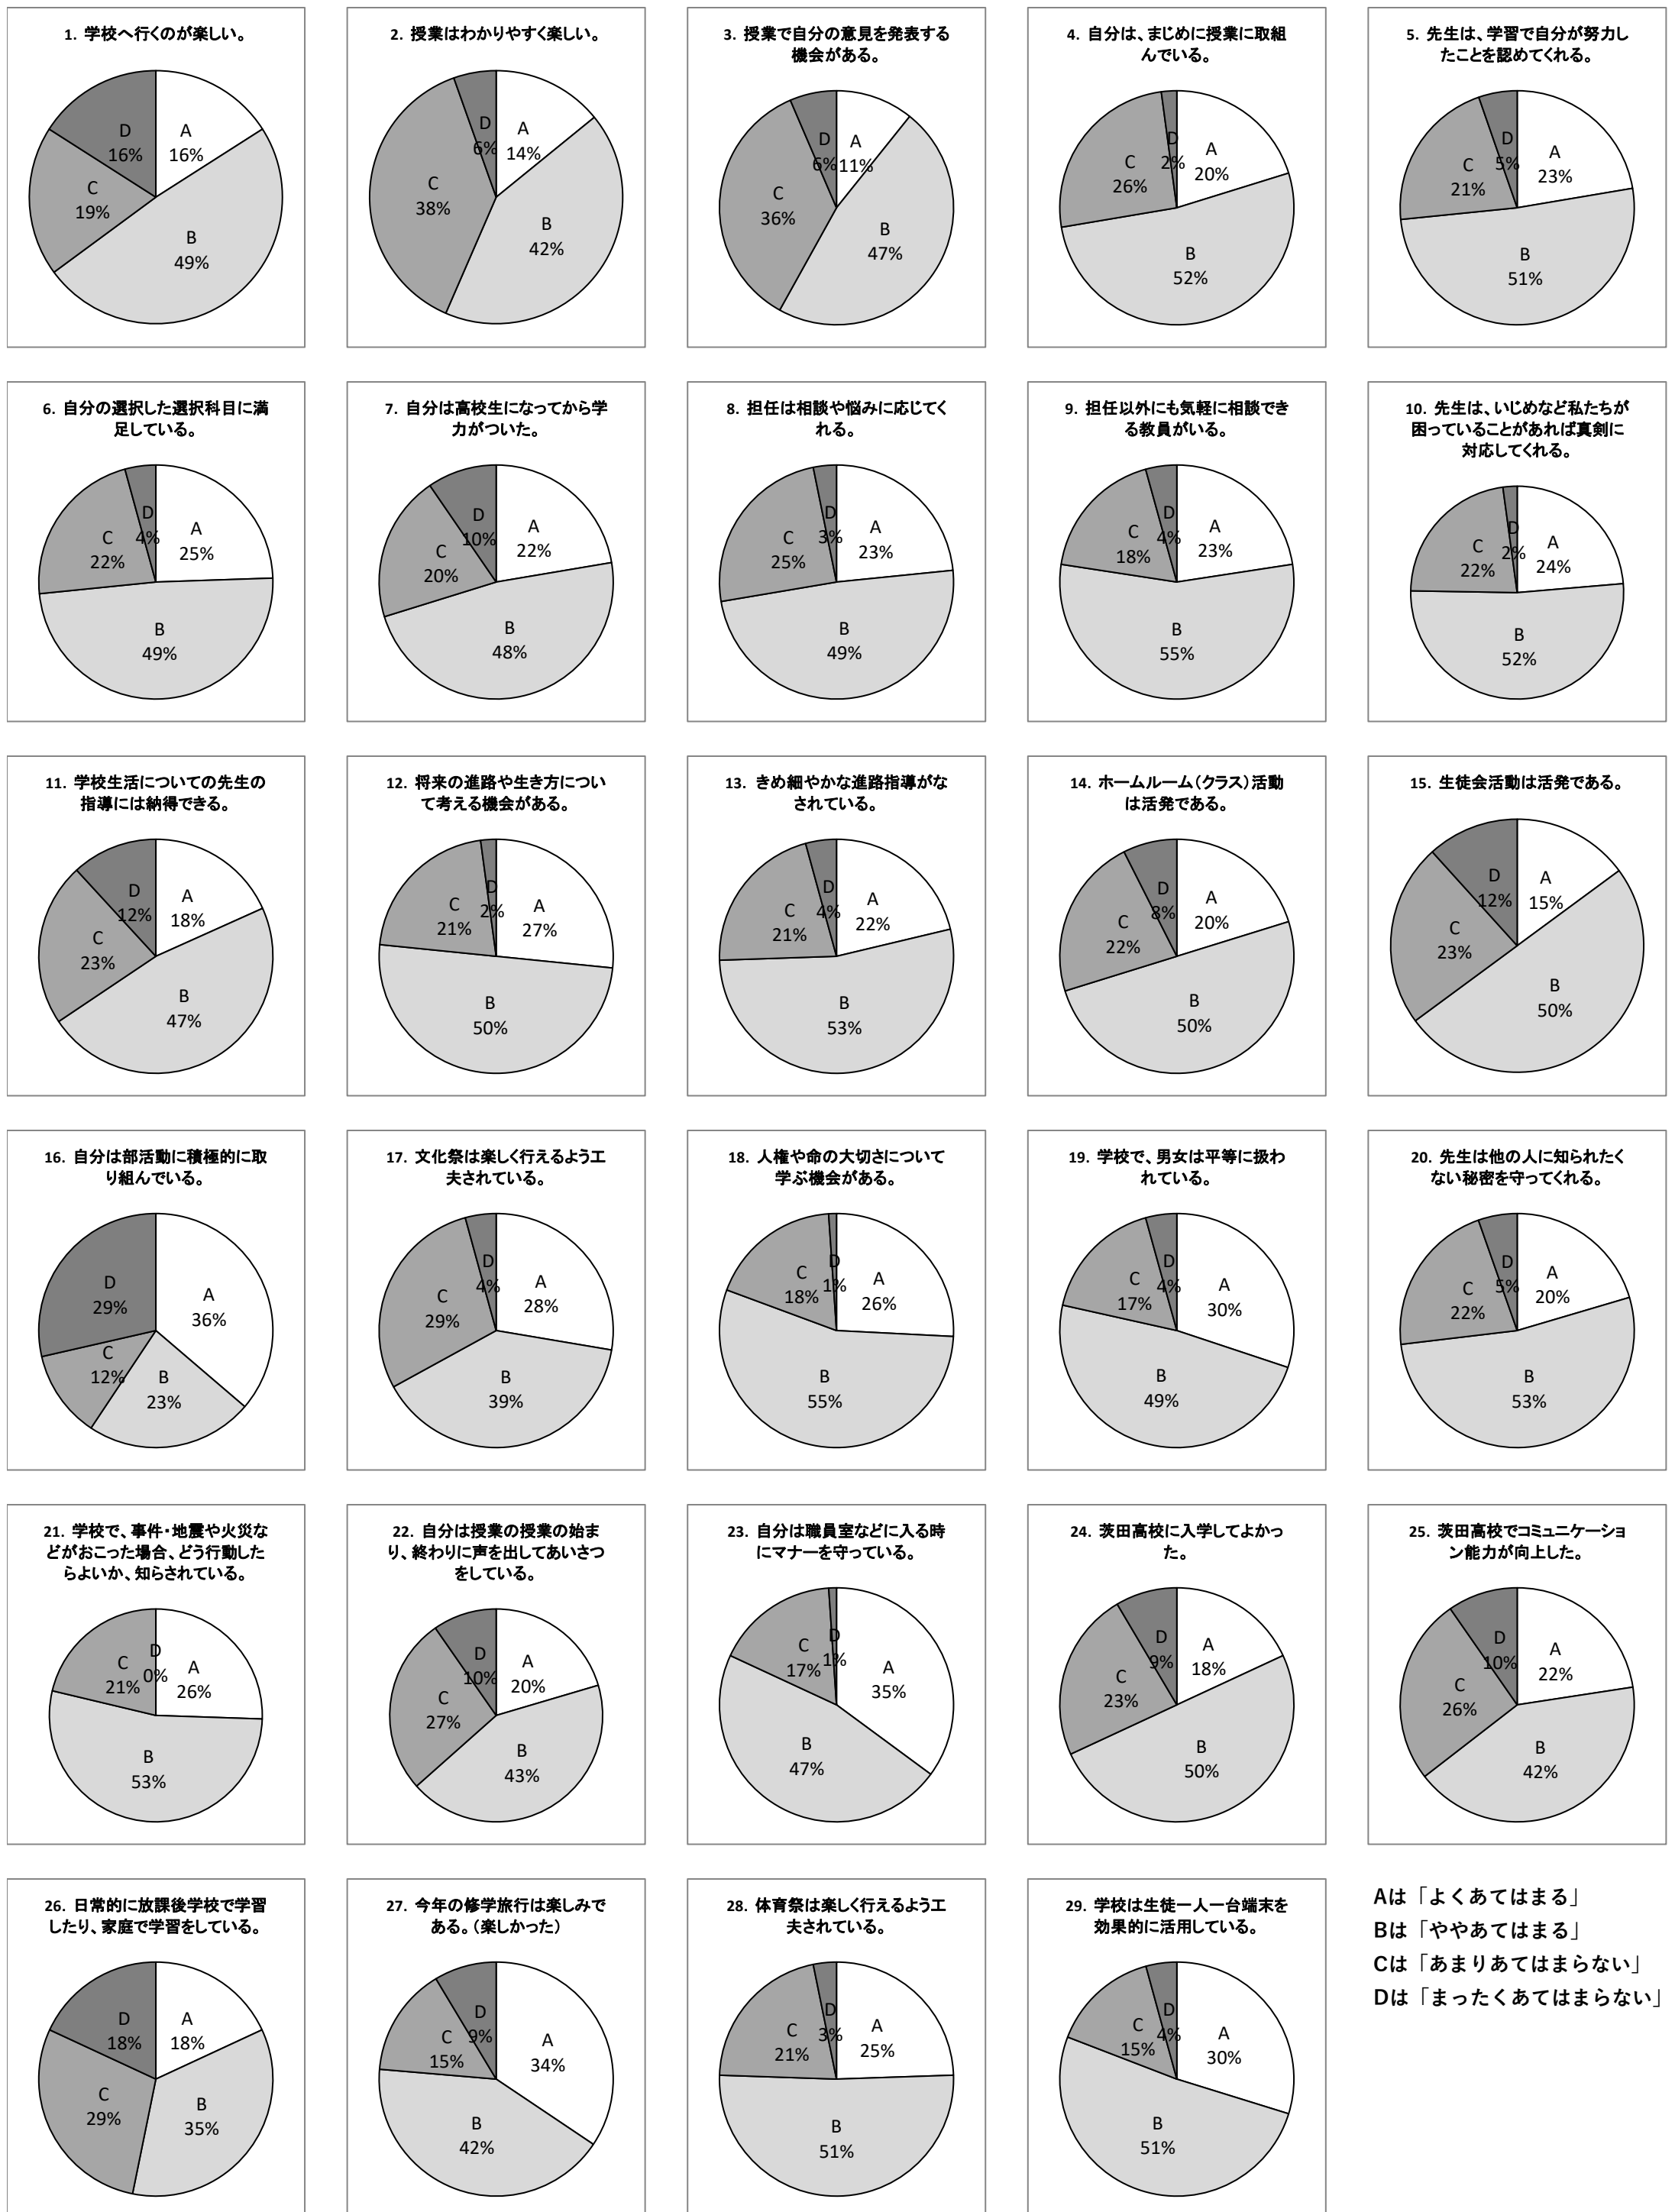 1. 学校へ行くのが楽しい。
A
16%
B
49%
C
19%
D
16%
2. 授業はわかりやすく楽しい。
A
14%
B
42%
C
38%
D
6%
3. 授業で自分の意見を発表する
機会がある。
A
11%
B
47%
C
36%
D
6%
4. 自分は、まじめに授業に取組
んでいる。
A
20%
B
52%
C
26%
D
2%
5. 先生は、学習で自分が努力し
たことを認めてくれる。
A
23%
B
51%
C
21%
D
5%
6. 自分の選択した選択科目に満
足している。
A
25%
B
49%
C
22%
D
4%
7. 自分は高校生になってから学
力がついた。
A
22%
B
48%
C
20%
D
10%
8. 担任は相談や悩みに応じてく
れる。
A
23%
B
49%
C
25%
D
3%
9. 担任以外にも気軽に相談でき
る教員がいる。
A
23%
B
55%
C
18%
D
4%
10. 先生は、いじめなど私たちが
困っていることがあれば真剣に
対応してくれる。
A
24%
B
52%
C
22%
D
2%
11. 学校生活についての先生の
指導には納得できる。
A
18%
B
47%
C
23%
D
12%
12. 将来の進路や生き方につい
て考える機会がある。
A
27%
B
50%
C
21%
D
2%
13. きめ細やかな進路指導がな
されている。
A
22%
B
53%
C
21%
D
4%
14. ホームルーム（クラス）活動
は活発である。
A
20%
B
50%
C
22%
D
8%
15. 生徒会活動は活発である。
A
15%
B
50%
C
23%
D
12%
16. 自分は部活動に積極的に取
り組んでいる。
A
36%
B
23%
C
12%
D
29%
17. 文化祭は楽しく行えるよう工
夫されている。
A
28%
B
39%
C
29%
D
4%
18. 人権や命の大切さについて
学ぶ機会がある。
A
26%
B
55%
C
18%
D
1%
19. 学校で、男女は平等に扱わ
れている。
A
30%
B
49%
C
17%
D
4%
20. 先生は他の人に知られたく
ない秘密を守ってくれる。
A
20%
B
53%
C
22%
D
5%
21. 学校で、事件・地震や火災な
どがおこった場合、どう行動した
らよいか、知らされている。
A
26%
B
53%
C
21%
D
0%
22. 自分は授業の授業の始ま
り、終わりに声を出してあいさつ
をしている。
A
20%
B
43%
C
27%
D
10%
23. 自分は職員室などに入る時
にマナーを守っている。
A
35%
B
47%
C
17%
D
1%
24. 茨田高校に入学してよかっ
た。
A
18%
B
50%
C
23%
D
9%
25. 茨田高校でコミュニケーショ
ン能力が向上した。
A
22%
B
42%
C
26%
D
10%
26. 日常的に放課後学校で学習
したり、家庭で学習をしている。
A
18%
B
35%
C
29%
D
18%
27. 今年の修学旅行は楽しみで
ある。（楽しかった）
A
34%
B
42%
C
15%
D
9%
28. 体育祭は楽しく行えるよう工
夫されている。
A
25%
B
51%
C
21%
D
3%
29. 学校は生徒一人一台端末を
効果的に活用している。
A
30%
B
51%
C
15%
D
4%
Aは「よくあてはまる」
Bは「ややあてはまる」
Cは「あまりあてはまらない」
Dは「まったくあてはまらない」